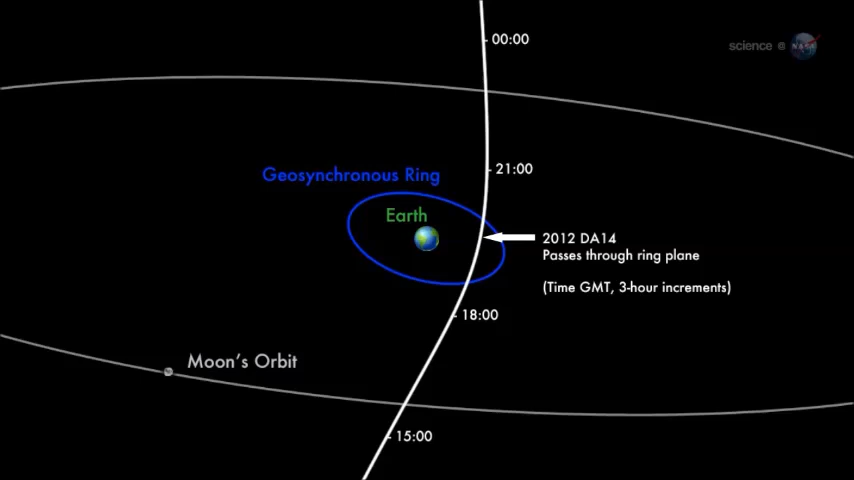 00:00
science @ NASA
21:00
Geosynchronous Ring
Earth
2012 DA14
Passes through ring plane
(Time GMT, 3-hour increments)
18:00
Moon's Orbit
15:00